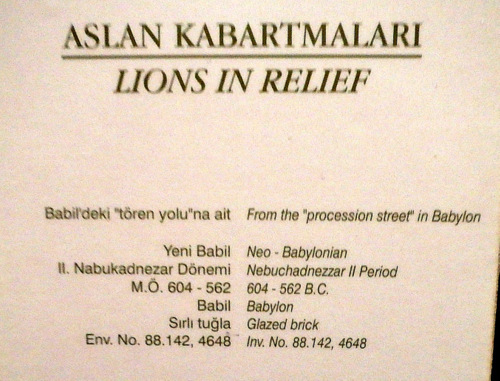 ASLAN KABARTMALARI
LIONS IN RELIEF
Babil'deki "tören yolu"na ait From the "procession street" in Babylon
Yeni Babil Neo - Babylonian
II. Nabukadnezar Dönemi Nebuchadnezzar II Period
M.Ö. 604 - 562 604 - 562 B.C.
Babil Babylon
Sırlı tuğla Glazed brick
Env. No. 88.142, 4648 Inv. No. 88.142, 4648